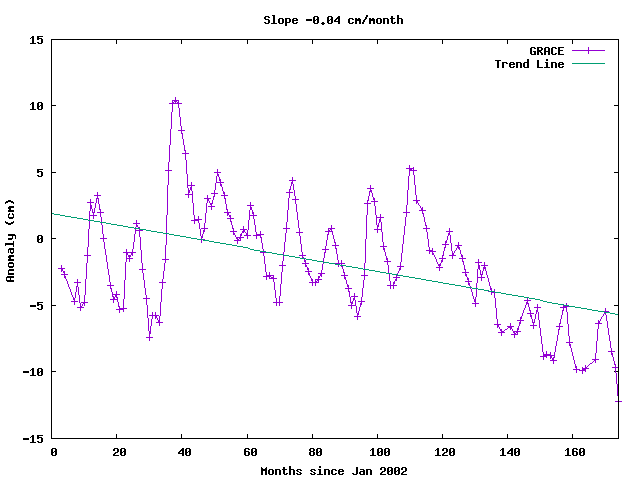 Slope -0.04 cm/month
GRACE
Trend Line
15
10
5
0
-5
-10
-15
Anomaly (cm)
0 20 40 60 80 100 120 140 160
Months since Jan 2002